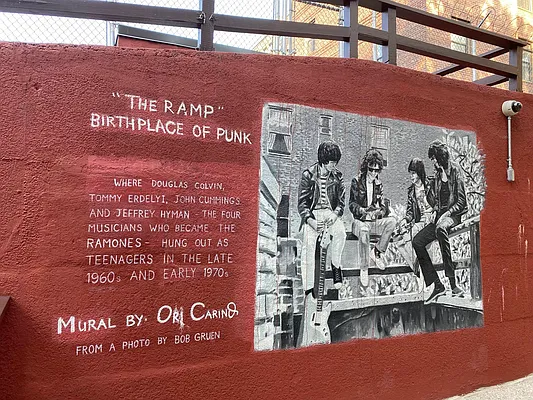 "THE RAMP"
BIRTHPLACE OF PUNK
WHERE DOUGLAS COLVIN,
TOMMY ERDELYI, JOHN CUMMINGS
AND JEFFREY HYMAN - THE FOUR
MUSICIANS WHO BECAME THE
RAMONES - HUNG OUT AS
TEENAGERS IN THE LATE
1960s AND EARLY 1970s
MURAL BY: ORI CARINO
FROM A PHOTO BY BOB GRUEN